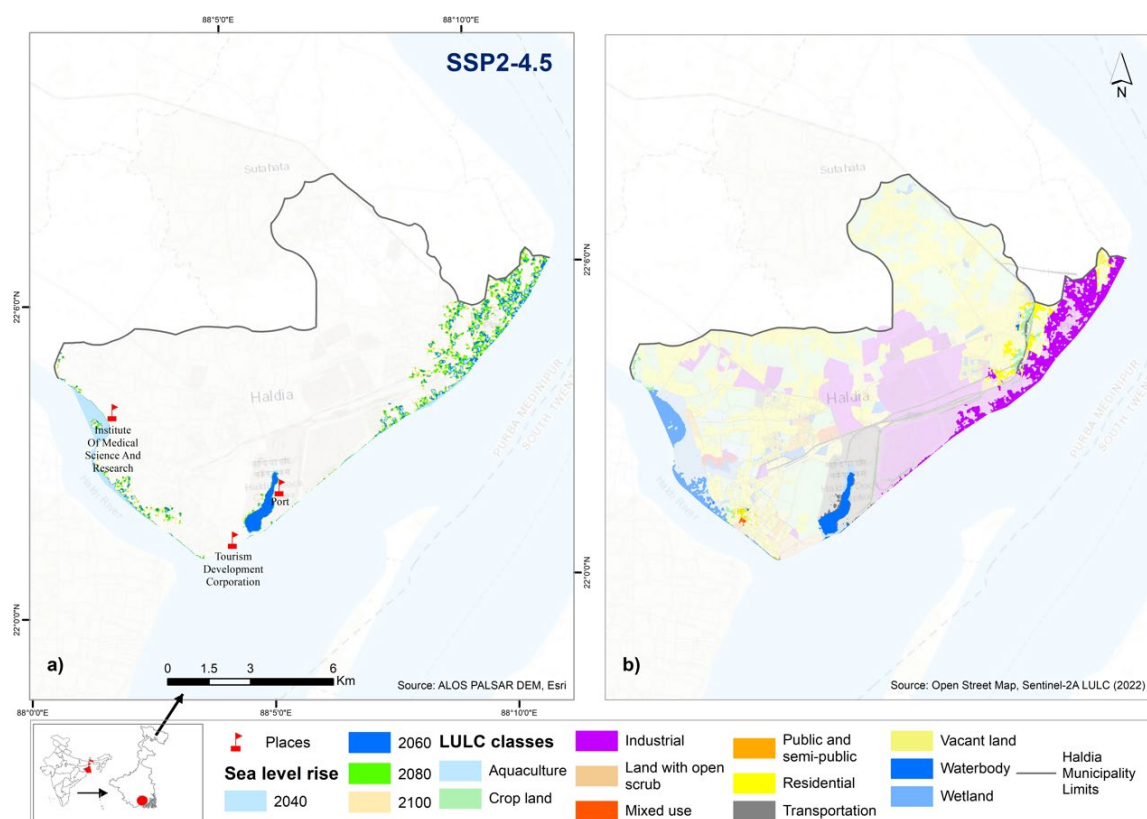 88°5'0"E
88°10'0"E
SSP2-4.5
N
Sutahata
Sutahata
22°6'0"N
22°6'0"N
Haldia
Haldia
PURBA MEDINIPUR
PURBA MEDINIPUR
Institute
Of Medical
Science And
Research
Port
Tourism
Development
Corporation
22°0'0"N
22°0'0"N
a)
0 1.5 3 6
Km
Source: ALOS PALSAR DEM, Esri
b)
Source: Open Street Map, Sentinel-2A LULC (2022)
88°0'0"E
88°5'0"E
88°10'0"E
Places
Sea level rise
2040
2060
2080
2100
LULC classes
Aquaculture
Crop land
Industrial
Land with open
scrub
Mixed use
Public and
semi-public
Residential
Transportation
Vacant land
Waterbody
Wetland
Haldia
Municipality
Limits